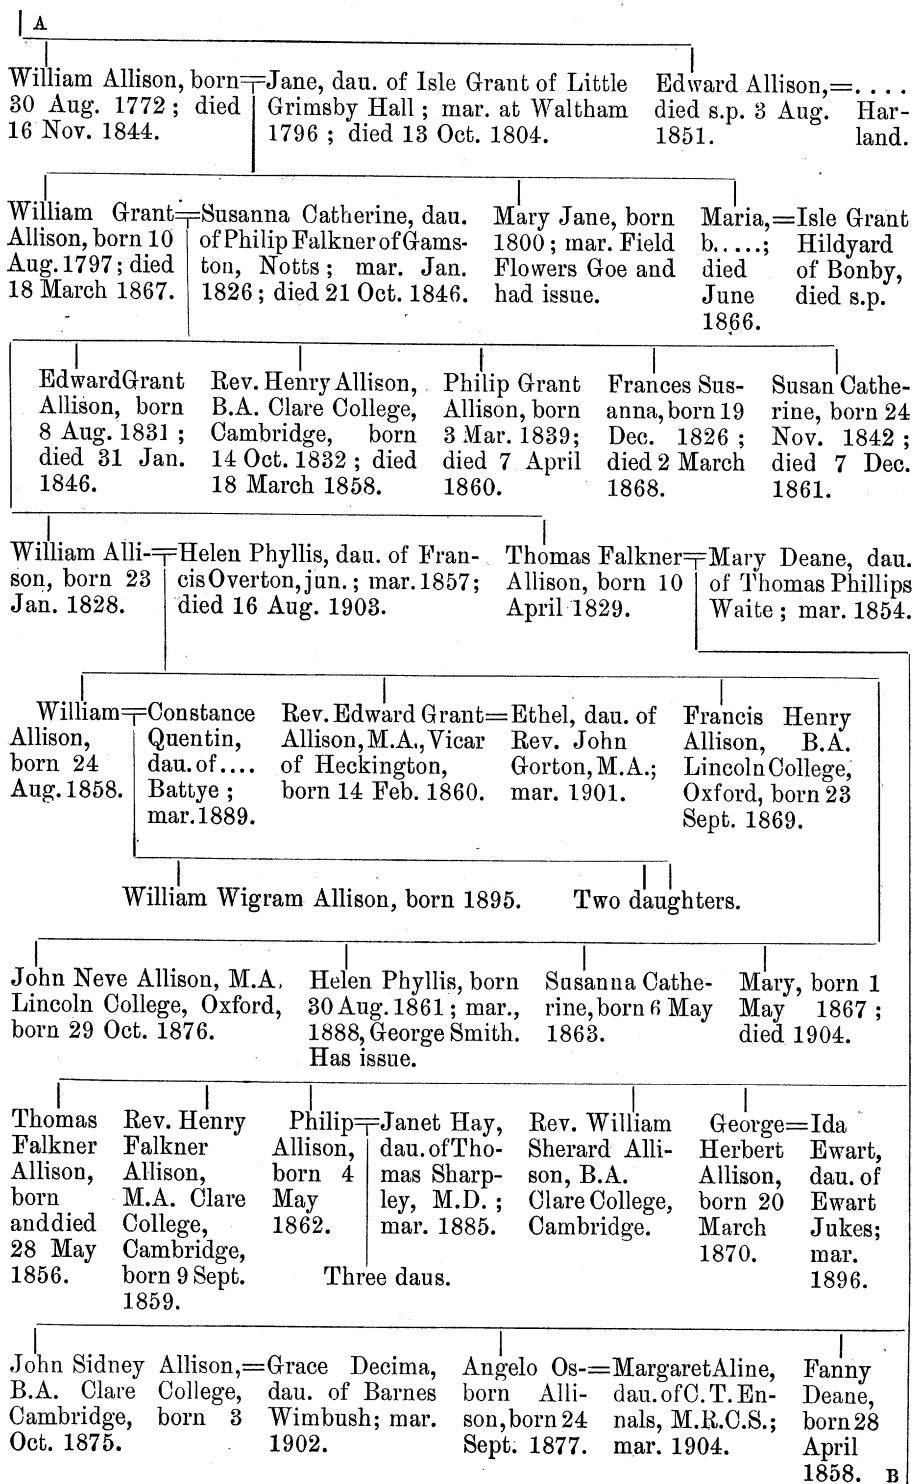 A
William Allison, born=Jane, dau. of Isle Grant of Little
30 Aug. 1772; died
16 Nov. 1844.
Grimsby Hall; mar. at Waltham
1796; died 13 Oct. 1804.
Edward Allison,=....
died s.p. 3 Aug.
1851.
Har-
land.
William Grant=Susanna Catherine, dau.
Allison, born 10
Aug. 1797; died
18 March 1867.
of Philip Falkner of Gams-
ton, Notts; mar. Jan.
1826; died 21 Oct. 1846.
Mary Jane, born
1800; mar. Field
Flowers Goe and
had issue.
Maria,=Isle Grant
b.....;
died
June
1866.
Hildyard
of Bonby,
died s.p.
Edward Grant
Allison, born
8 Aug. 1831;
died 31 Jan.
1846.
Rev. Henry Allison,
B.A. Clare College,
Cambridge, born
14 Oct. 1832; died
18 March 1858.
Philip Grant
Allison, born
3 Mar. 1839;
died 7 April
1860.
Frances Sus-
anna, born 19
Dec. 1826;
died 2 March
1868.
Susan Cathe-
rine, born 24
Nov. 1842;
died 7 Dec.
1861.
William Alli-=Helen Phyllis, dau. of Fran-
son, born 23
Jan. 1828.
cis Overton, jun.; mar. 1857;
died 16 Aug. 1903.
Thomas Falkner=Mary Deane, dau.
Allison, born 10
April 1829.
of Thomas Phillips
Waite; mar. 1854.
William=Constance
Allison,
born 24
Aug. 1858.
Quentin,
dau. of....
Battye;
mar. 1889.
Rev. Edward Grant=Ethel, dau. of
Allison, M.A., Vicar
of Heckington,
born 14 Feb. 1860.
Rev. John
Gorton, M.A.;
mar. 1901.
Francis Henry
Allison, B.A.
Lincoln College,
Oxford, born 23
Sept. 1869.
William Wigram Allison, born 1895.
Two daughters.
John Neve Allison, M.A.
Lincoln College, Oxford,
born 29 Oct. 1876.
Helen Phyllis, born
30 Aug. 1861; mar.,
1888, George Smith.
Has issue.
Susanna Cathe-
rine, born 6 May
1863.
Mary, born 1
May 1867;
died 1904.
Thomas
Falkner
Allison,
born
and died
28 May
1856.
Rev. Henry
Falkner
Allison,
M.A. Clare
College,
Cambridge,
born 9 Sept.
1859.
Philip=Janet Hay,
Allison,
born 4
May
1862.
dau. of Tho-
mas Sharp-
ley, M.D.;
mar. 1885.
Three daus.
Rev. William
Sherard Alli-
son, B.A.
Clare College,
Cambridge.
George=Ida
Herbert
Allison,
born 20
March
1870.
Ewart,
dau. of
Ewart
Jukes;
mar.
1896.
John Sidney Allison,=Grace Decima,
B.A. Clare College,
Cambridge, born 3
Oct. 1875.
dau. of Barnes
Wimbush; mar.
1902.
Angelo Os-=Margaret Aline,
born Alli-
son, born 24
Sept. 1877.
dau. of C. T. En-
nals, M.R.C.S.;
mar. 1904.
Fanny
Deane,
born 28
April
1858.
B